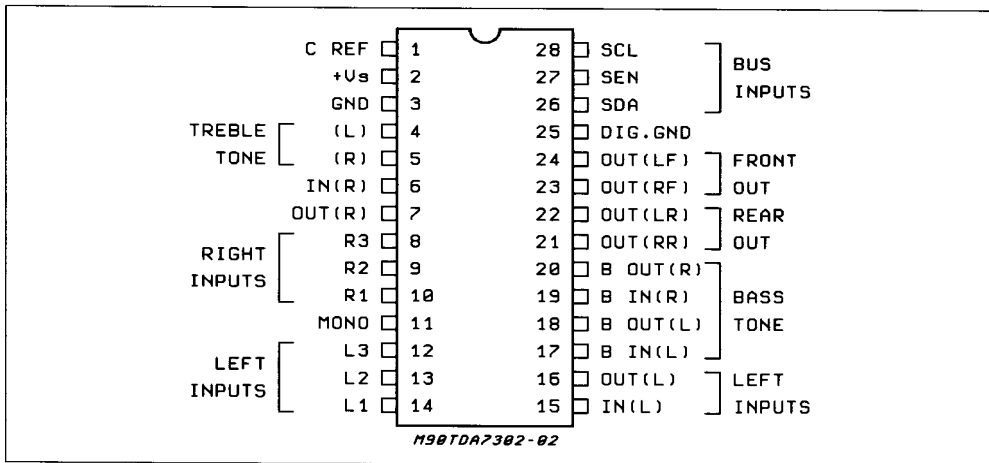 C REF 1 28 SCL
+Vs 2 27 SEN BUS INPUTS
GND 3 26 SDA
TREBLE TONE (L) 4 25 DIG.GND
(R) 5 24 OUT(LF) FRONT OUT
IN(R) 6 23 OUT(RF)
OUT(R) 7 22 OUT(LR) REAR OUT
RIGHT INPUTS R3 8 21 OUT(RR)
R2 9 20 B OUT(R)
R1 10 19 B IN(R) BASS TONE
MONO 11 18 B OUT(L)
LEFT INPUTS L3 12 17 B IN(L)
L2 13 16 OUT(L) LEFT INPUTS
L1 14 15 IN(L)
M90TDA7302-02